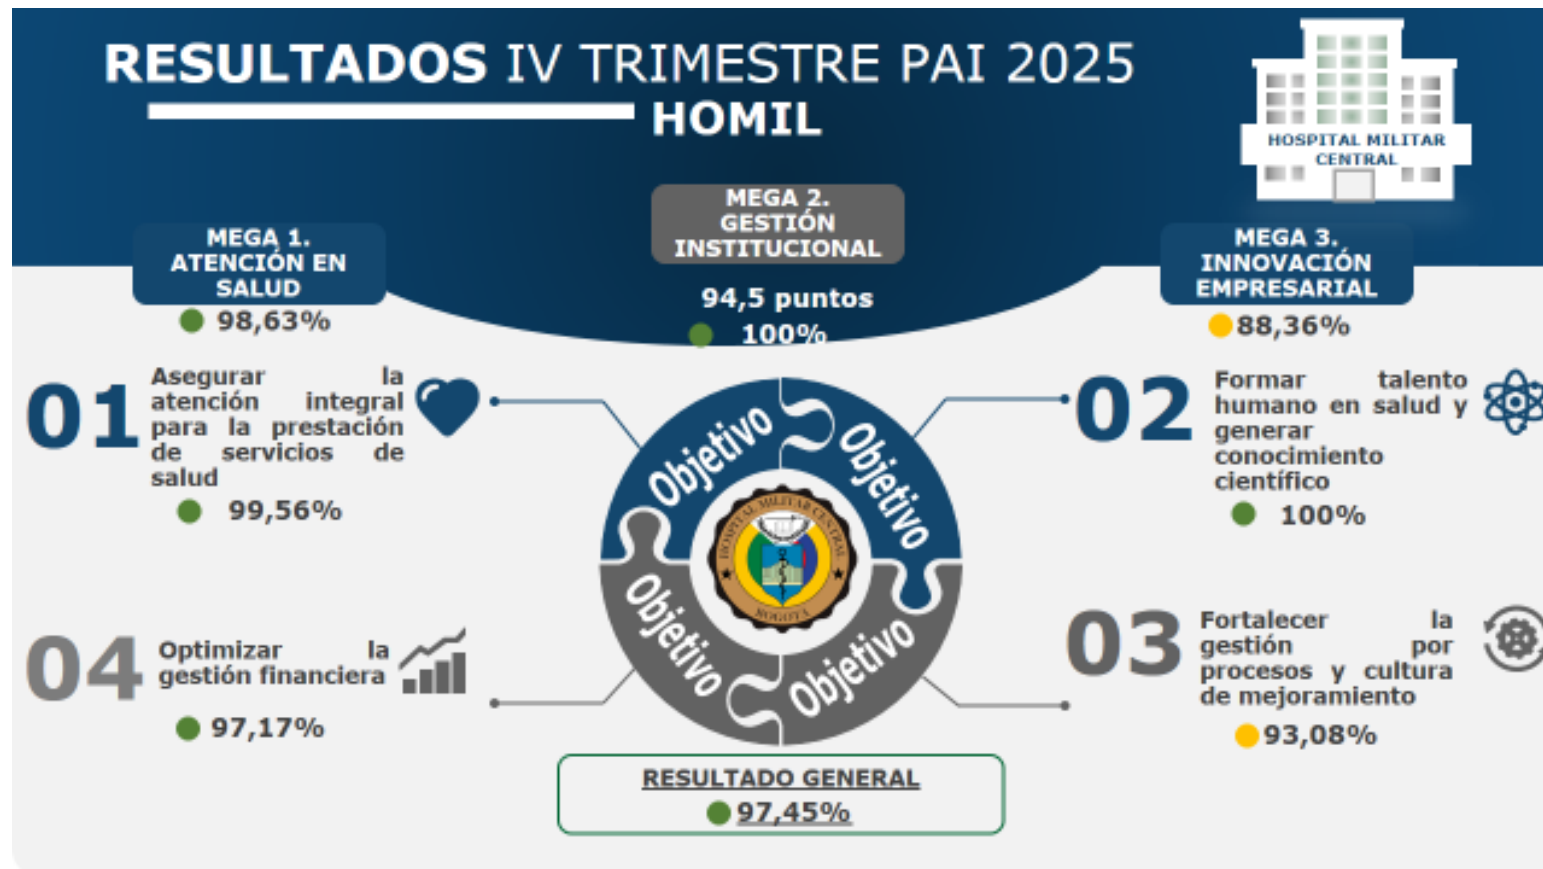 RESULTADOS IV TRIMESTRE PAI 2025
HOMIL
HOSPITAL MILITAR
CENTRAL
MEGA 1.
ATENCIÓN EN
SALUD
98,63%
MEGA 2.
GESTIÓN
INSTITUCIONAL
94,5 puntos
100%
MEGA 3.
INNOVACIÓN
EMPRESARIAL
88,36%
01
Asegurar la
atención integral
para la prestación
de servicios de
salud
99,56%
02
Formar talento
humano en salud y
generar
conocimiento
científico
100%
Objetivo
Objetivo
Objetivo
Objetivo
HOSPITAL MILITAR CENTRAL
BOGOTA
04
Optimizar la
gestión financiera
97,17%
03
Fortalecer la
gestión por
procesos y cultura
de mejoramiento
93,08%
RESULTADO GENERAL
97,45%